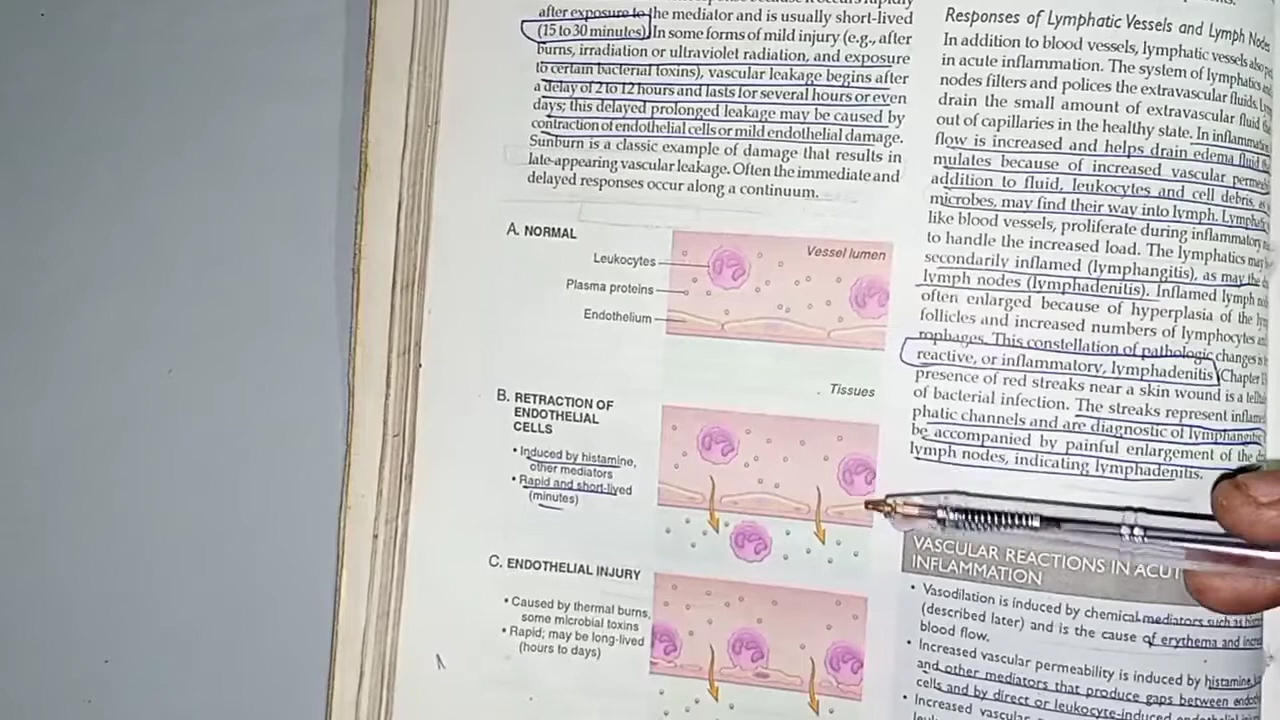 after exposure to the mediator and is usually short-lived
(15 to 30 minutes). In some forms of mild injury (e.g., after
burns, irradiation or ultraviolet radiation, and exposure
to certain bacterial toxins), vascular leakage begins after
a delay of 2 to 12 hours and lasts for several hours or even
days; this delayed prolonged leakage may be caused by
contraction of endothelial cells or mild endothelial damage.
Sunburn is a classic example of damage that results in
late-appearing vascular leakage. Often the immediate and
delayed responses occur along a continuum.
A. NORMAL
Leukocytes
Plasma proteins
Endothelium
Vessel lumen
Tissues
B. RETRACTION OF
ENDOTHELIAL
CELLS
• Induced by histamine,
other mediators
• Rapid and short-lived
(minutes)
C. ENDOTHELIAL INJURY
• Caused by thermal burns,
some microbial toxins
• Rapid; may be long-lived
(hours to days)
Responses of Lymphatic Vessels and Lymph Nodes
In addition to blood vessels, lymphatic vessels also
in acute inflammation. The system of lymphatics
nodes filters and polices the extravascular fluids.
drain the small amount of extravascular fluid
out of capillaries in the healthy state. In
flow is increased and helps drain edema fluid
because of increased vascular
addition to fluid, leukocytes and cell debris,
microbes, may find their way into lymph.
like blood vessels, proliferate during inflammatory
to handle the increased load. The lymphatics may
secondarily inflamed (lymphangitis), as may the
lymph nodes (lymphadenitis). Inflamed lymph
often enlarged because of hyperplasia of the
follicles and increased numbers of lymphocytes
This constellation of pathologic changes
reactive, or inflammatory, lymphadenitis (Chapter
presence of red streaks near a skin wound is a
of bacterial infection. The streaks represent
phatic channels and are diagnostic of lymphangitis
be accompanied by painful enlargement of the
lymph nodes, indicating lymphadenitis.
VASCULAR REACTIONS IN
INFLAMMATION
• Vasodilation is induced by chemical mediators such as
(described later) and is the cause of erythema and
blood flow.
• Increased vascular permeability is induced by histamine,
and other mediators that produce gaps between
cells and by direct or leukocyte-induced
• Increased